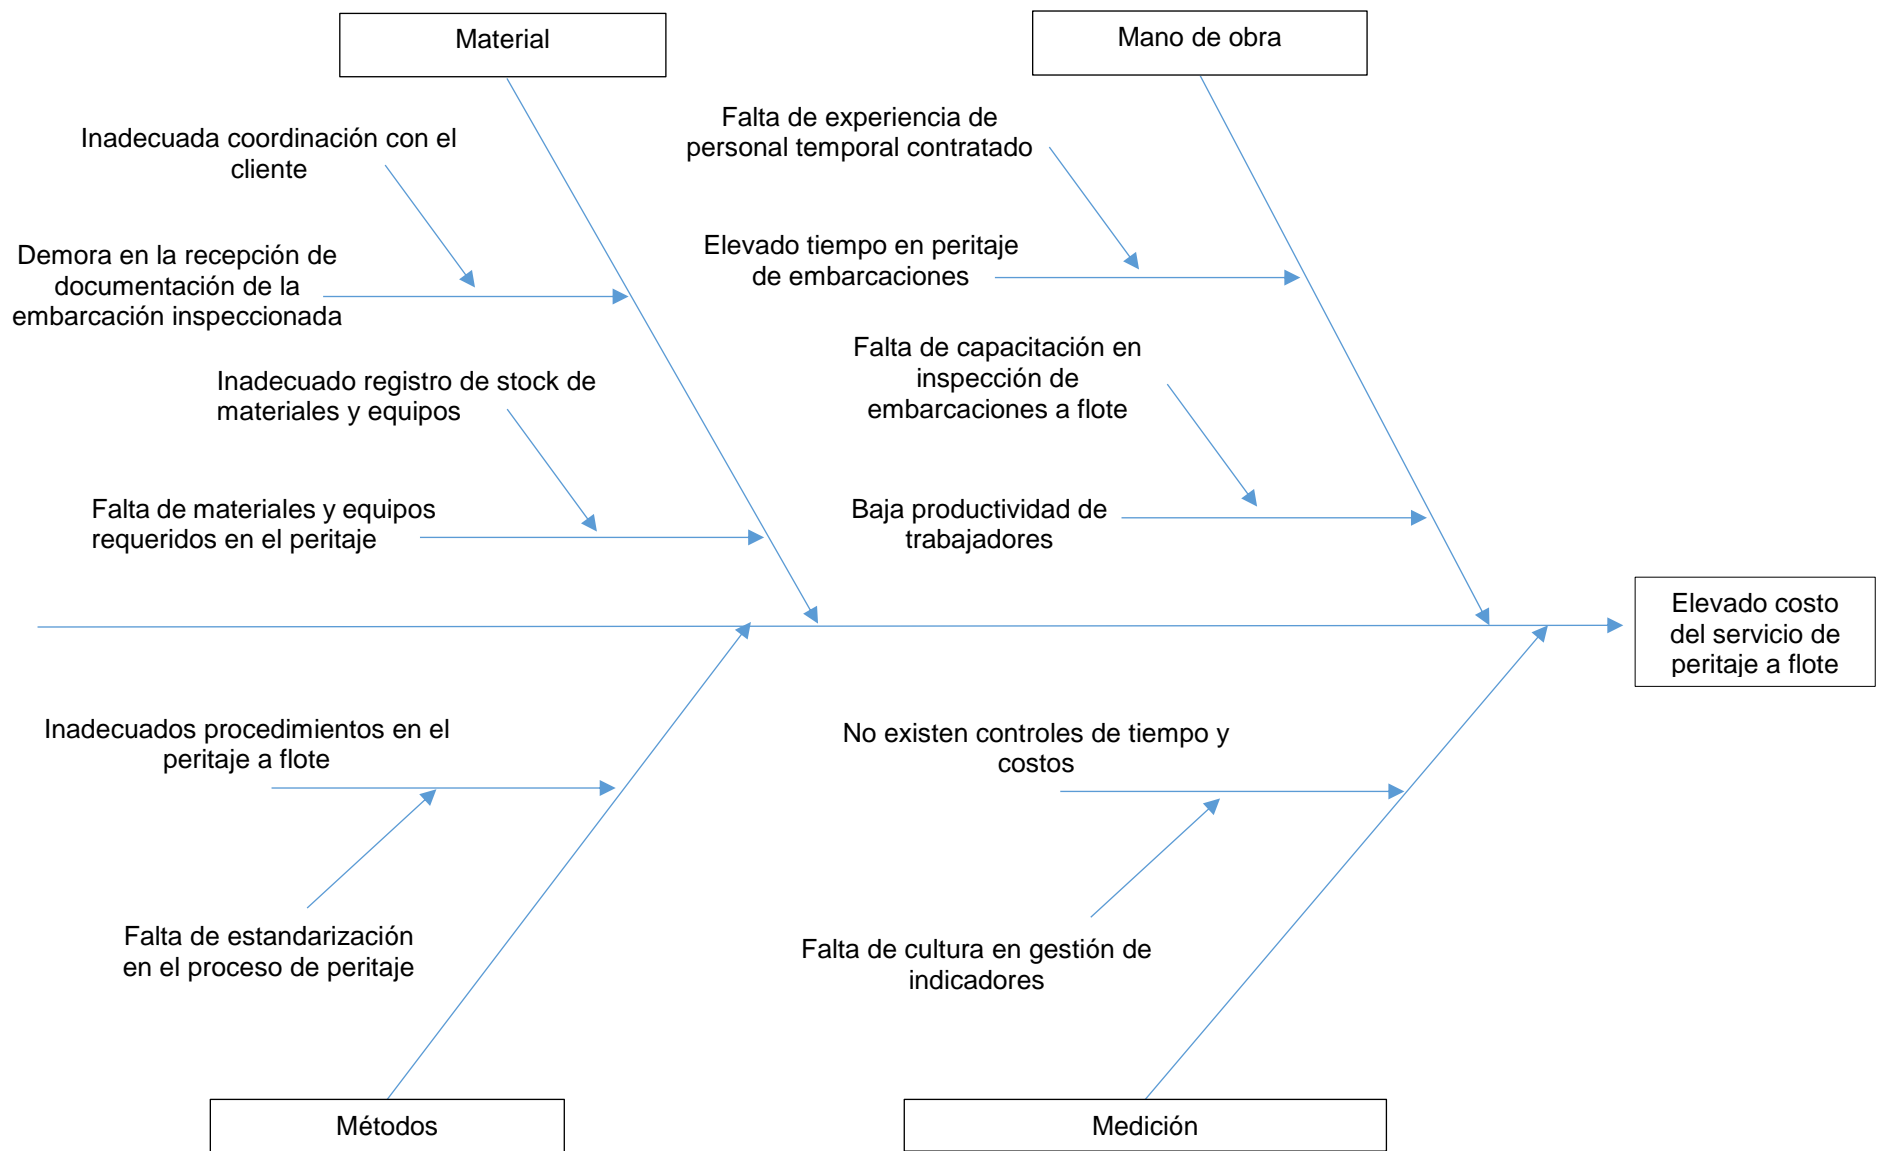 Material
Mano de obra
Inadecuada coordinación con el
cliente
Falta de experiencia de
personal temporal contratado
Demora en la recepción de
documentación de la
embarcación inspeccionada
Elevado tiempo en peritaje
de embarcaciones
Inadecuado registro de stock de
materiales y equipos
Falta de capacitación en
inspección de
embarcaciones a flote
Falta de materiales y equipos
requeridos en el peritaje
Baja productividad de
trabajadores
Elevado costo
del servicio de
peritaje a flote
Inadecuados procedimientos en el
peritaje a flote
No existen controles de tiempo y
costos
Falta de estandarización
en el proceso de peritaje
Falta de cultura en gestión de
indicadores
Métodos
Medición